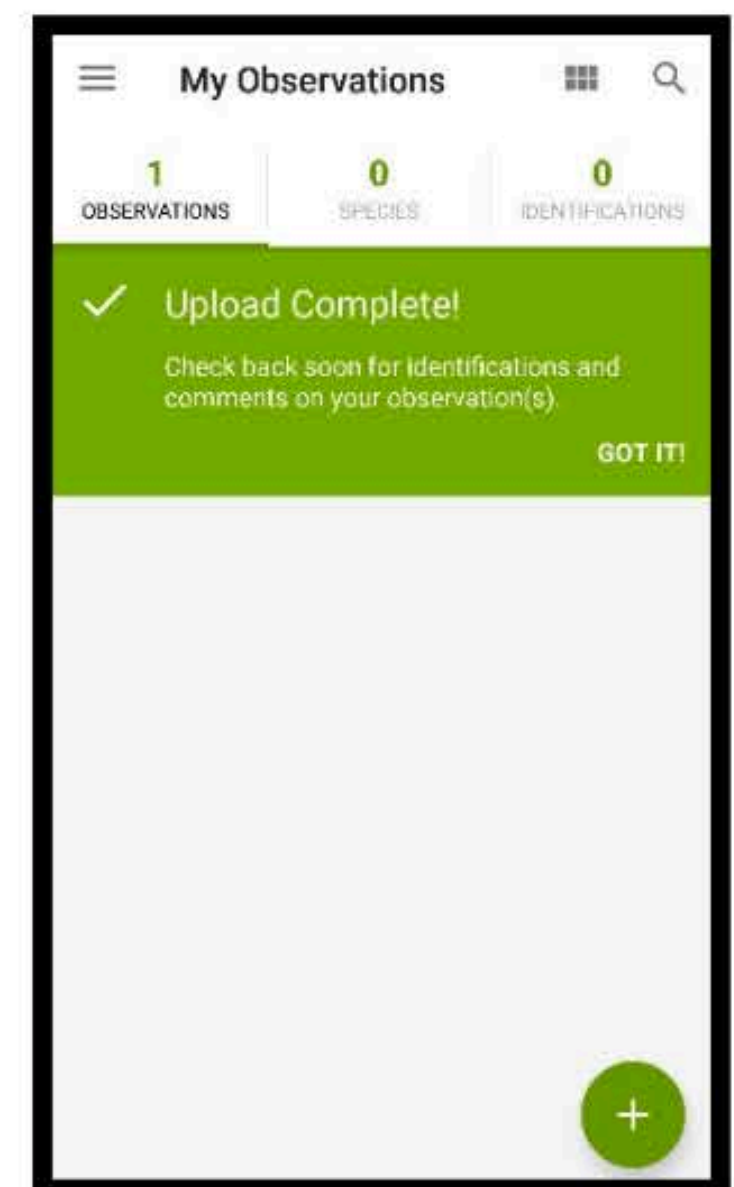 My Observations
1 0 0
OBSERVATIONS SPECIES IDENTIFICATIONS
Upload Complete!
Check back soon for identifications and
comments on your observation(s).
GOT IT!
+